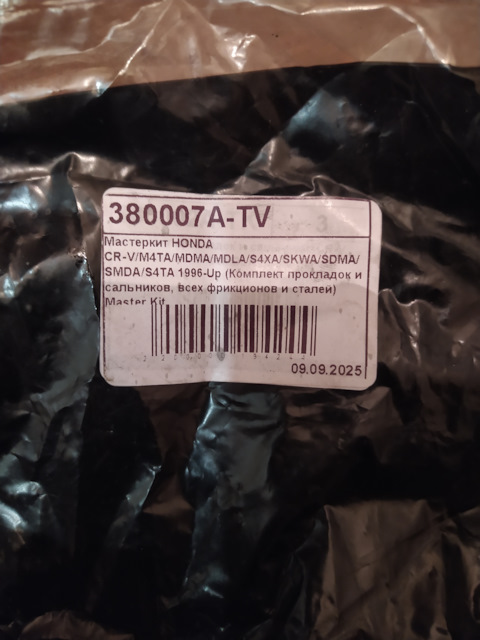 380007A-TV
Мастеркит HONDA
CR-V/M4TA/MDMA/MDLA/S4XA/SKWA/SDMA/
SMDA/S4TA 1996-Up (Комплект прокладок и
сальников, всех фрикционов и сталей)
Master Kit
09.09.2025